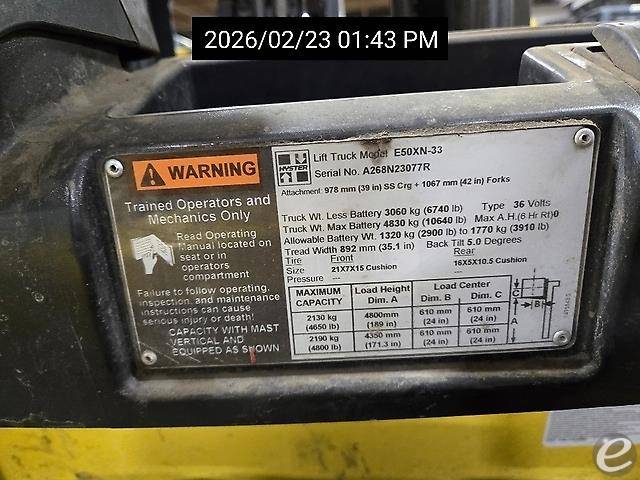 2026/02/23 01:43 PM
WARNING
Trained Operators and
Mechanics Only
Read Operating
Manual located on
seat or in
operators
compartment
Failure to follow operating,
inspection, and maintenance
instructions can cause
serious injury or death!
CAPACITY WITH MAST
VERTICAL AND
EQUIPPED AS SHOWN
HYSTER
Lift Truck Model E50XN-33
Serial No. A268N23077R
Attachment 978 mm (39 in) SS Crg + 1067 mm (42 in) Forks
Truck Wt. Less Battery 3060 kg (6740 lb) Type 36 Volts
Truck Wt. Max Battery 4830 kg (10640 lb) Max A.H.(6 Hr Rt)0
Allowable Battery Wt. 1320 kg (2900 lb) to 1770 kg (3910 lb)
Tread Width 892 mm (35.1 in) Back Tilt 5.0 Degrees
Tire Front Rear
Size 21X7X15 Cushion 16X5X10.5 Cushion
Pressure --- ---
MAXIMUM CAPACITY Load Height Dim. A Load Center Dim. B Dim. C
2130 kg (4650 lb) 4800mm (189 in) 610 mm (24 in) 610 mm (24 in)
2190 kg (4800 lb) 4350mm (171.3 in) 610 mm (24 in) 610 mm (24 in)
C
B
A
e